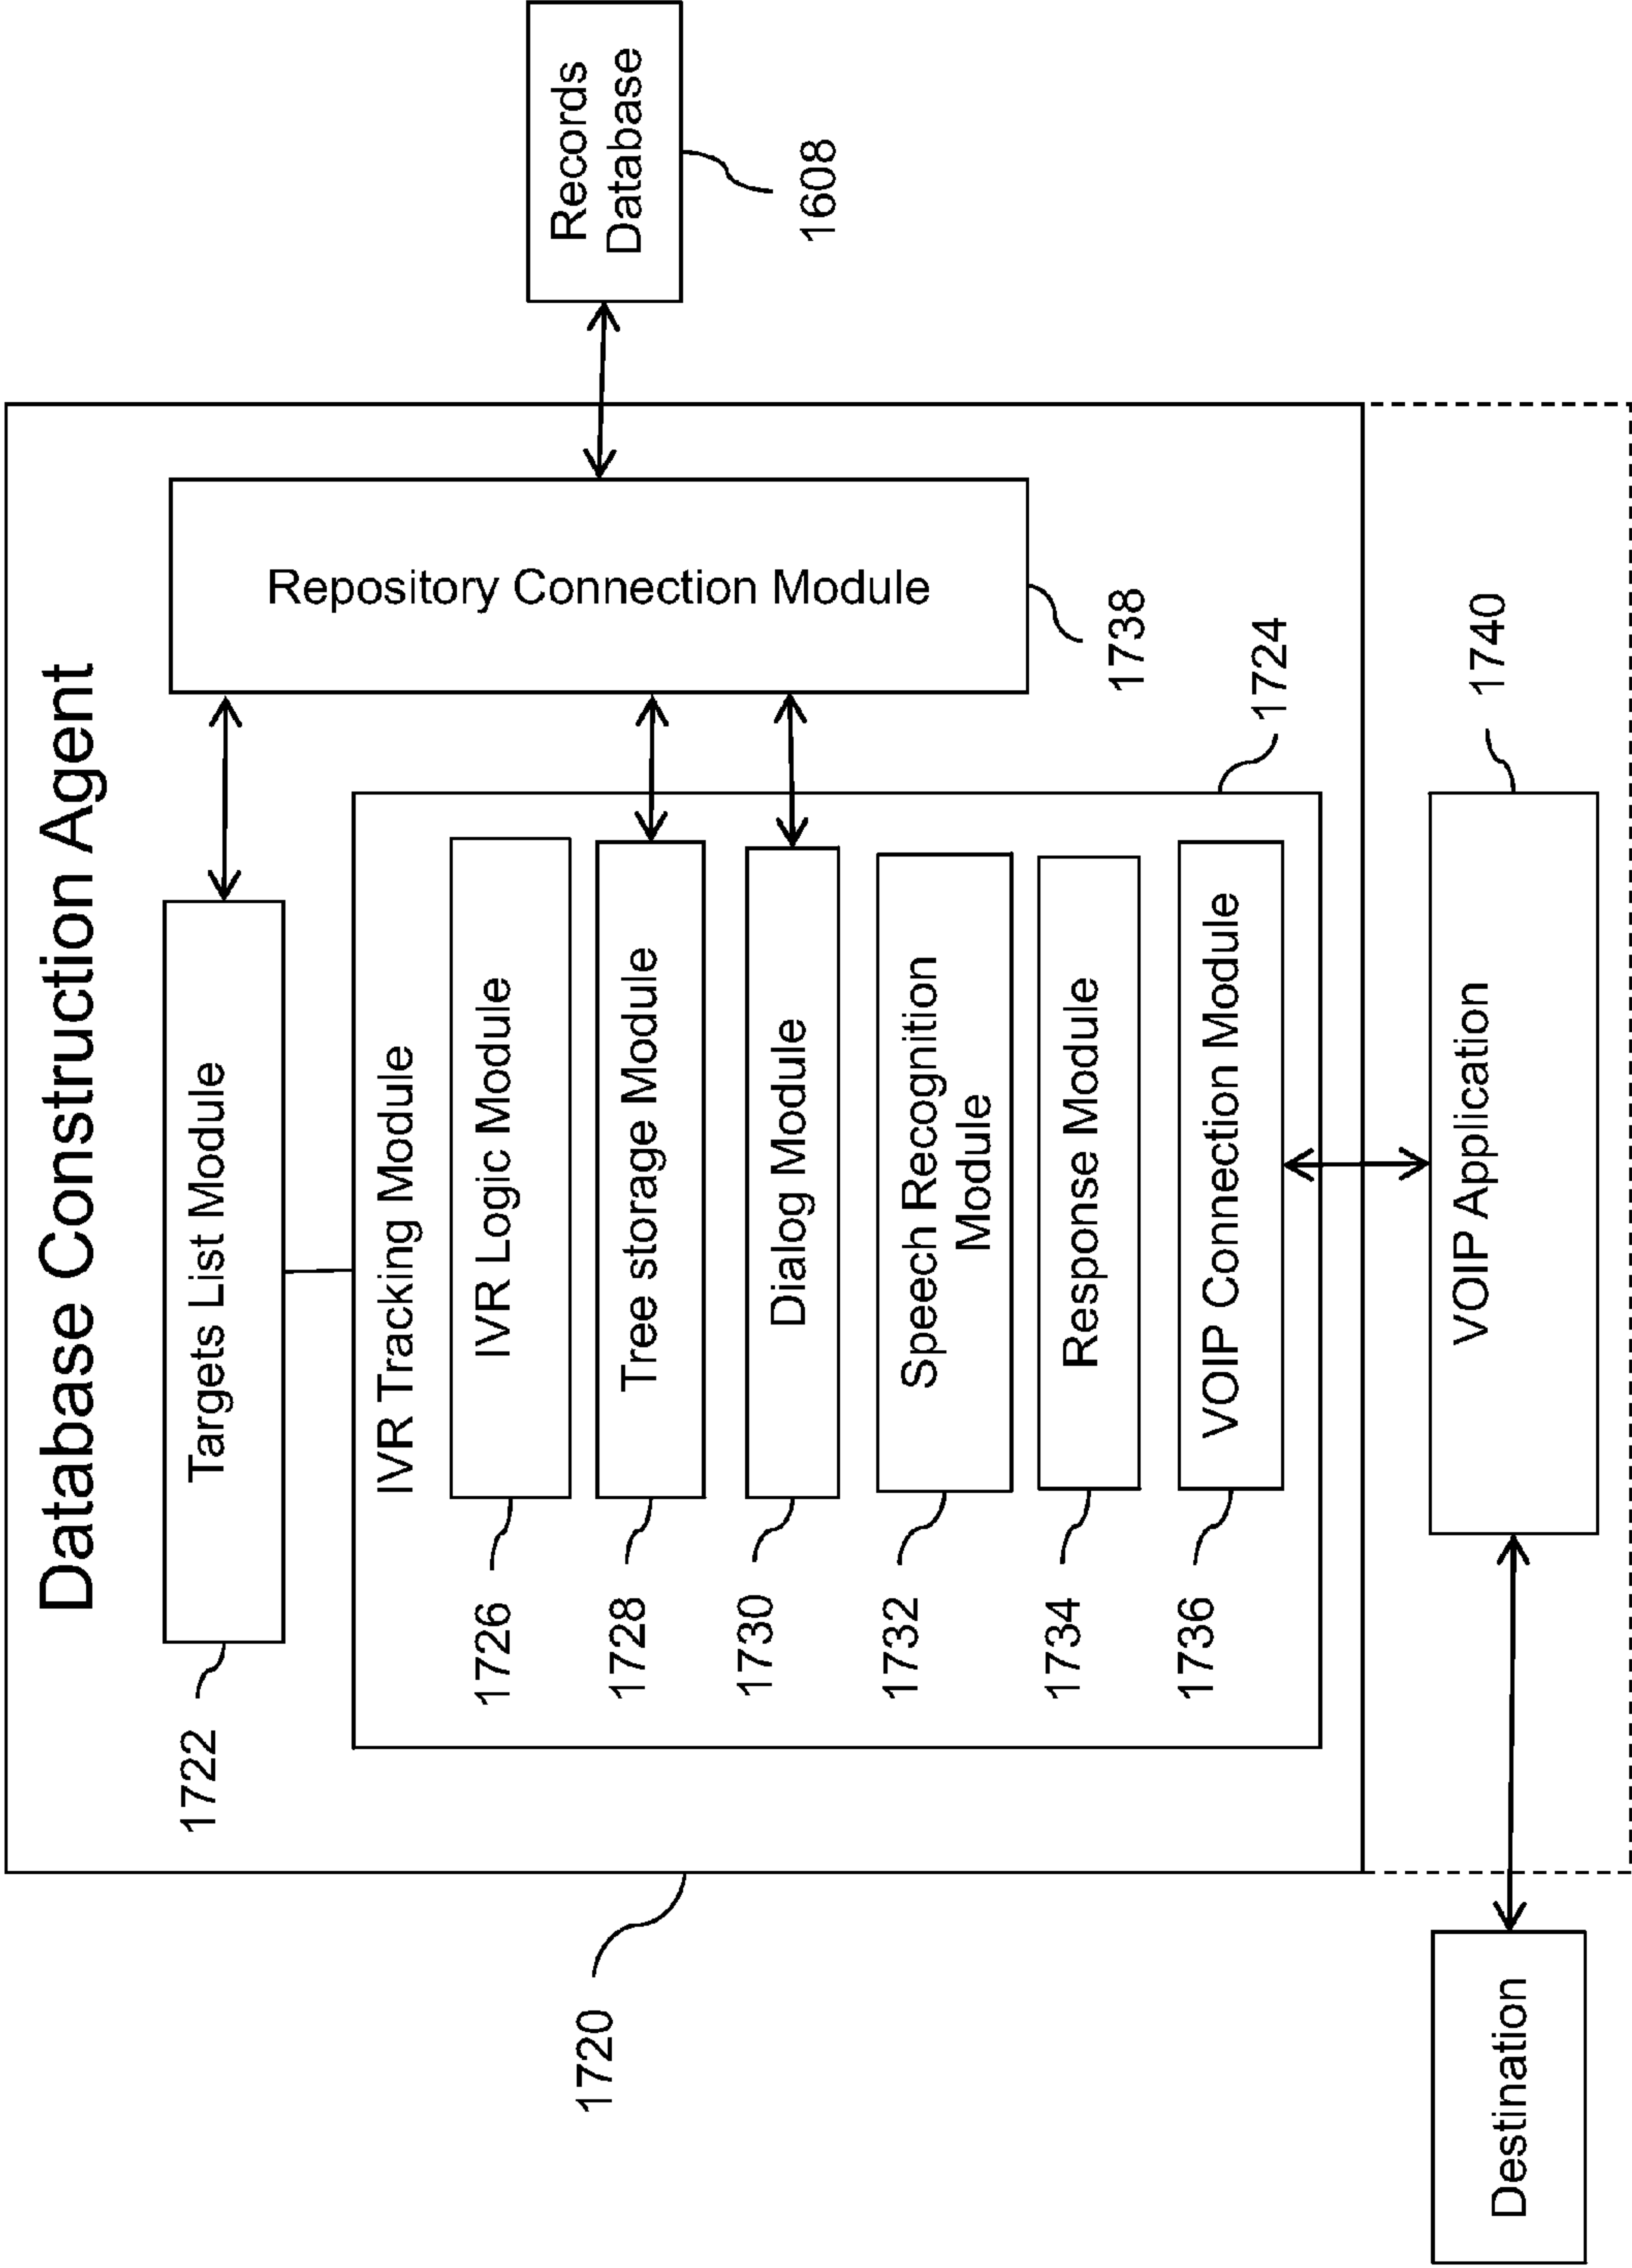 Database Construction Agent
1722
Targets List Module
Repository Connection Module
1738
Records
Database
1608
IVR Tracking Module
1724
1726
IVR Logic Module
1728
Tree storage Module
1730
Dialog Module
1732
Speech Recognition
Module
1734
Response Module
1736
VOIP Connection Module
1720
Destination
VOIP Application
1740